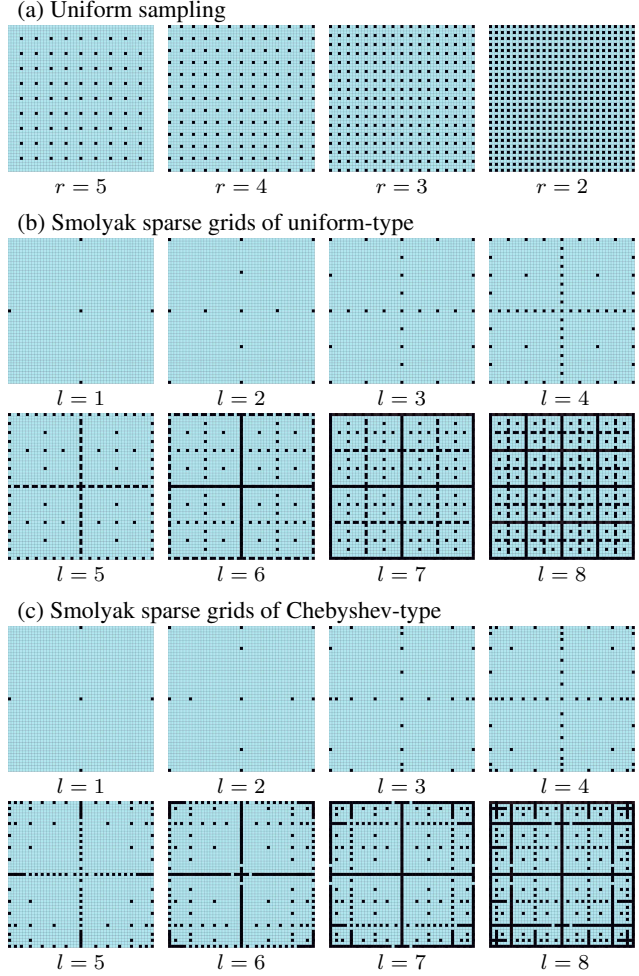 (a) Uniform sampling
r = 5 r = 4 r = 3 r = 2
(b) Smolyak sparse grids of uniform-type
l = 1 l = 2 l = 3 l = 4
l = 5 l = 6 l = 7 l = 8
(c) Smolyak sparse grids of Chebyshev-type
l = 1 l = 2 l = 3 l = 4
l = 5 l = 6 l = 7 l = 8